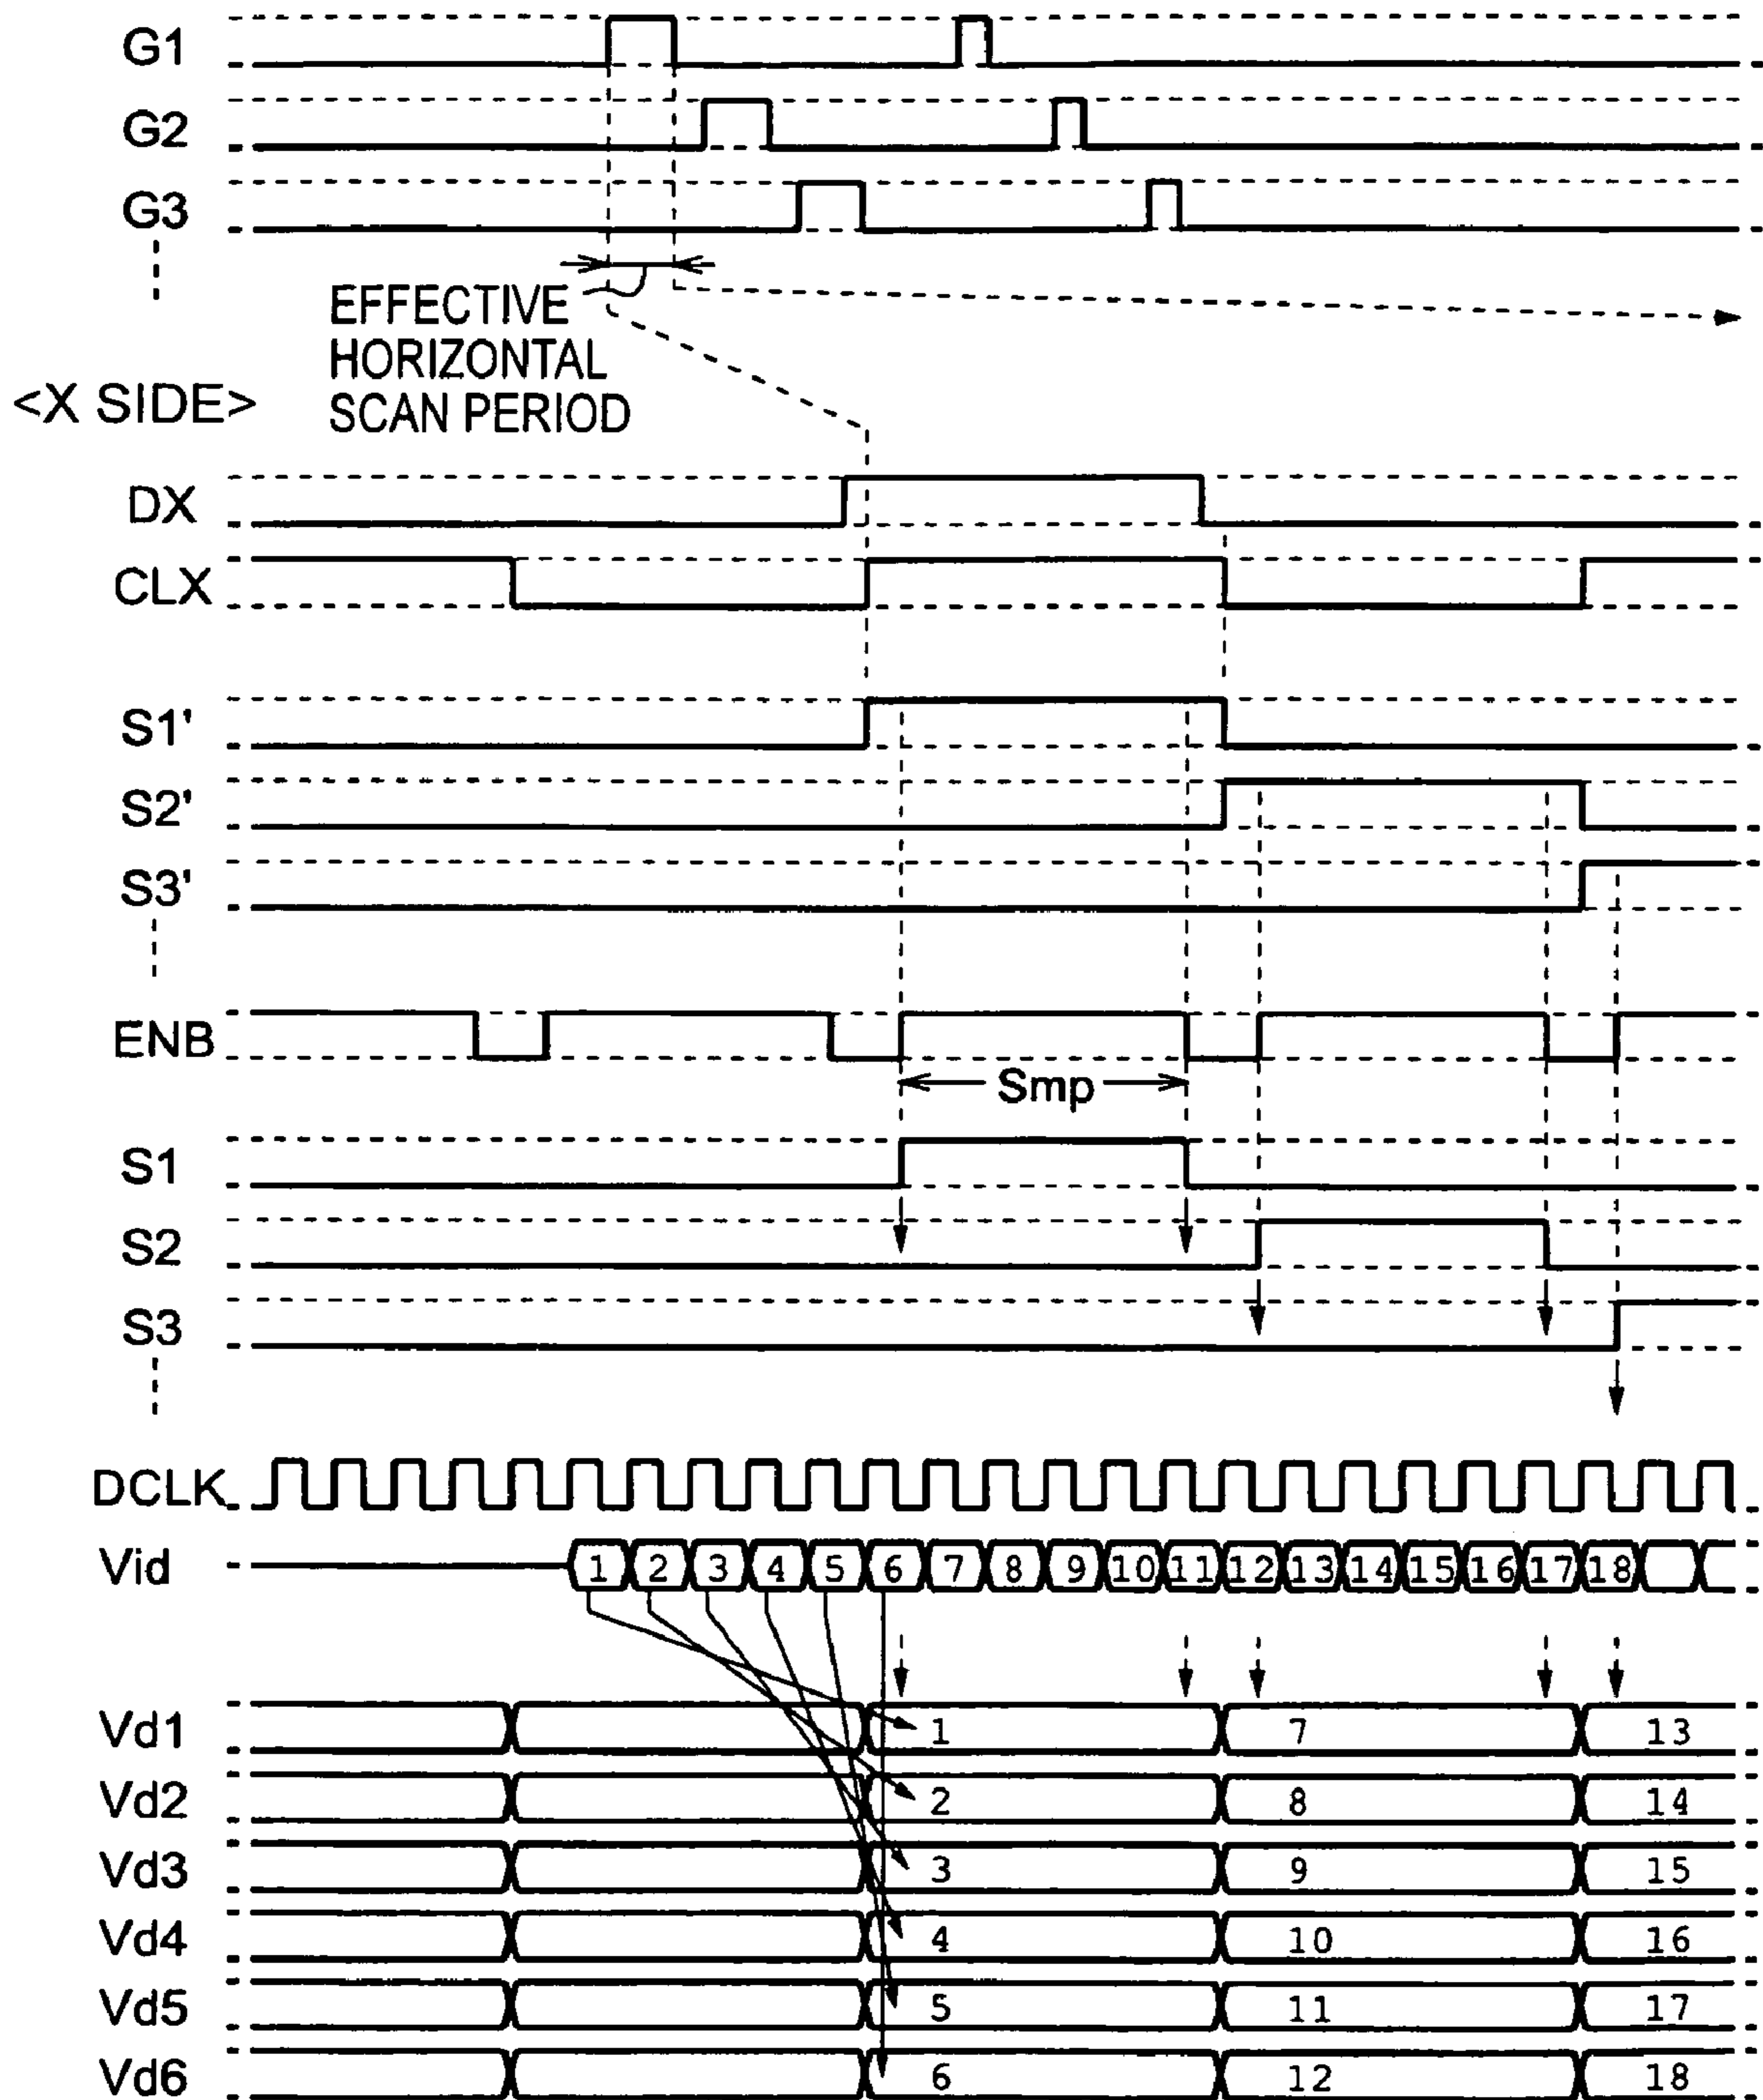 G1
G2
G3
EFFECTIVE
HORIZONTAL
SCAN PERIOD
<X SIDE>
DX
CLX
S1'
S2'
S3'
ENB
Smp
S1
S2
S3
DCLK
Vid 1 2 3 4 5 6 7 8 9 10 11 12 13 14 15 16 17 18
Vd1 1 7 13
Vd2 2 8 14
Vd3 3 9 15
Vd4 4 10 16
Vd5 5 11 17
Vd6 6 12 18